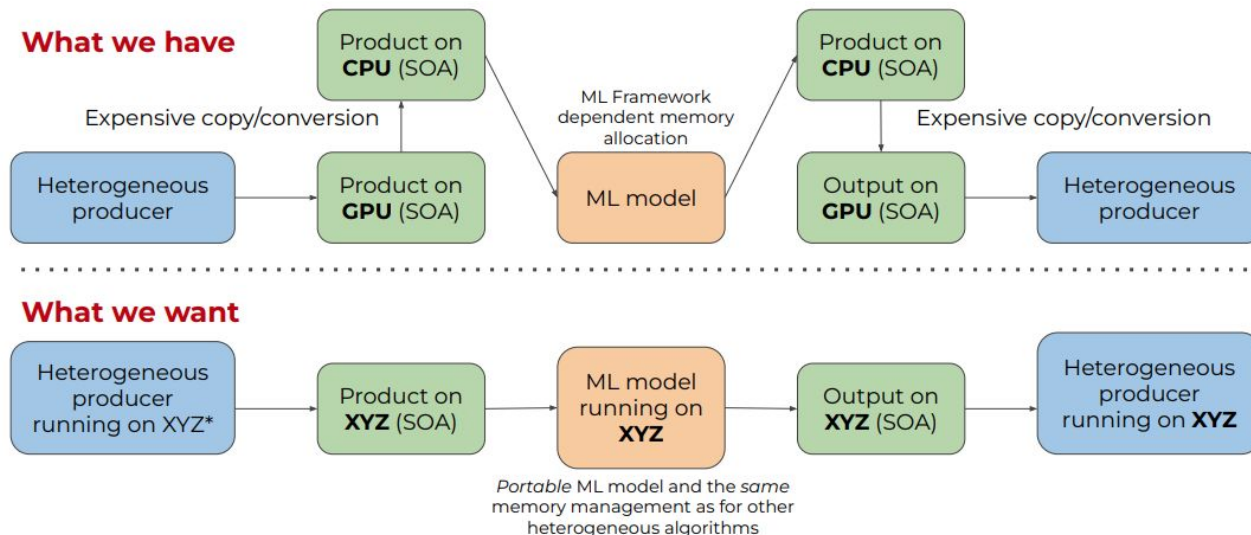 What we have
Product on
CPU (SOA)
Product on
CPU (SOA)
ML Framework
dependent memory
allocation
Expensive copy/conversion
Expensive copy/conversion
Heterogeneous
producer
Product on
GPU (SOA)
ML model
Output on
GPU (SOA)
Heterogeneous
producer
What we want
Heterogeneous
producer
running on XYZ*
Product on
XYZ (SOA)
ML model
running on
XYZ
Output on
XYZ (SOA)
Heterogeneous
producer
running on XYZ
Portable ML model and the same
memory management as for other
heterogeneous algorithms